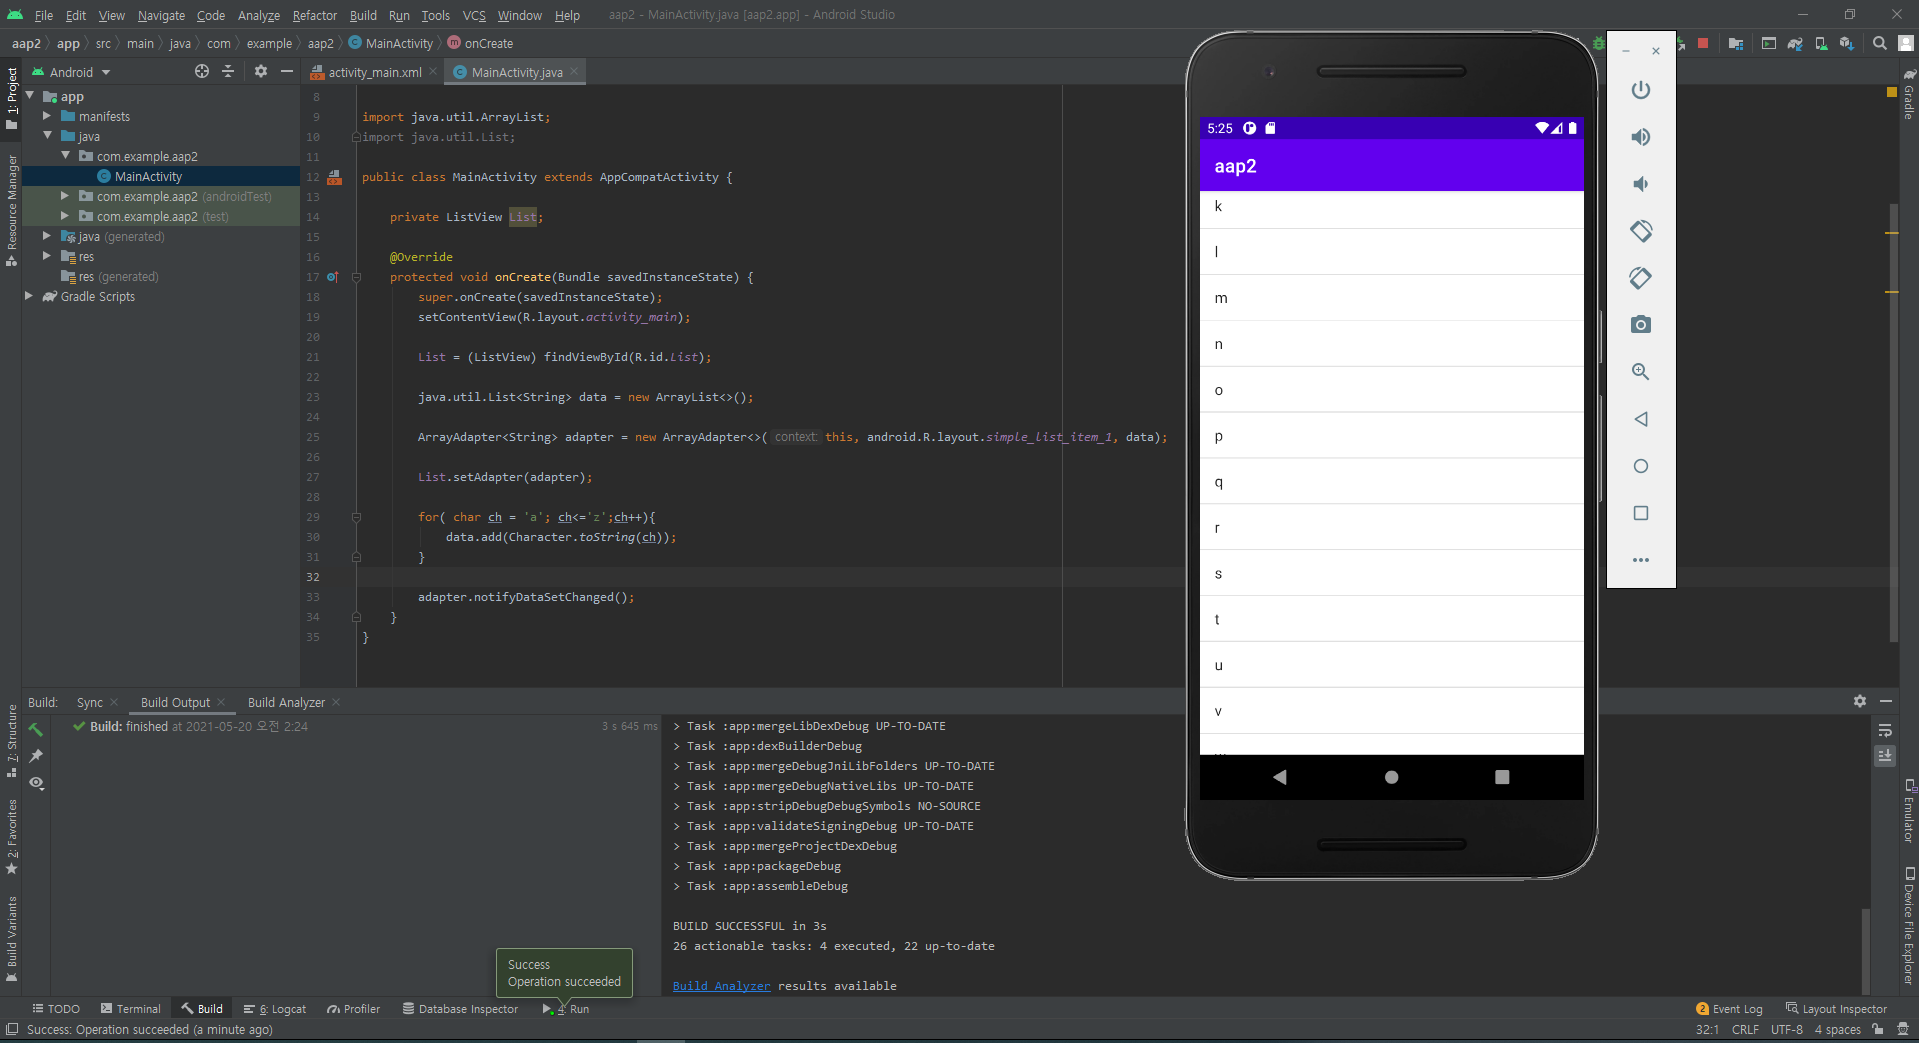 File Edit View Navigate Code Analyze Refactor Build Run Tools VCS Window Help aap2 - MainActivity.java [aap2.app] - Android Studio
aap2 app src main java com example aap2 MainActivity onCreate
1: Project
Resource Manager
7: Structure
2: Favorites
Build Variants
Android
app
manifests
java
com.example.aap2
MainActivity
com.example.aap2 (androidTest)
com.example.aap2 (test)
java (generated)
res
res (generated)
Gradle Scripts
activity_main.xml MainActivity.java
8
9 import java.util.ArrayList;
10 import java.util.List;
11
12 public class MainActivity extends AppCompatActivity {
13
14 private ListView List;
15
16 @Override
17 protected void onCreate(Bundle savedInstanceState) {
18 super.onCreate(savedInstanceState);
19 setContentView(R.layout.activity_main);
20
21 List = (ListView) findViewById(R.id.List);
22
23 java.util.List<String> data = new ArrayList<>();
24
25 ArrayAdapter<String> adapter = new ArrayAdapter<>( context: this, android.R.layout.simple_list_item_1, data);
26
27 List.setAdapter(adapter);
28
29 for( char ch = 'a'; ch<='z';ch++){
30 data.add(Character.toString(ch));
31 }
32
33 adapter.notifyDataSetChanged();
34 }
35 }
5:25
aap2
k
l
m
n
o
p
q
r
s
t
u
v
Gradle
Emulator
Device File Explorer
Build: Sync Build Output Build Analyzer
Build: finished at 2021-05-20 오전 2:24 3 s 645 ms
> Task :app:mergeLibDexDebug UP-TO-DATE
> Task :app:dexBuilderDebug
> Task :app:mergeDebugJniLibFolders UP-TO-DATE
> Task :app:mergeDebugNativeLibs UP-TO-DATE
> Task :app:stripDebugDebugSymbols NO-SOURCE
> Task :app:validateSigningDebug UP-TO-DATE
> Task :app:mergeProjectDexDebug
> Task :app:packageDebug
> Task :app:assembleDebug
BUILD SUCCESSFUL in 3s
26 actionable tasks: 4 executed, 22 up-to-date
Build Analyzer results available
Success
Operation succeeded
TODO Terminal Build 6: Logcat Profiler Database Inspector 4: Run 2 Event Log Layout Inspector
Success: Operation succeeded (a minute ago) 32:1 CRLF UTF-8 4 spaces